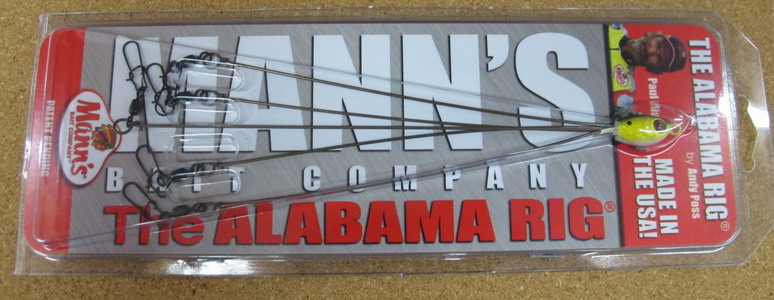 MANN'S
BAIT COMPANY
The ALABAMA RIG®
PATENT PENDING
Mann's
BAIT COMPANY
THE ALABAMA RIG®
by Andy Poss
MADE IN
THE USA!
Paul